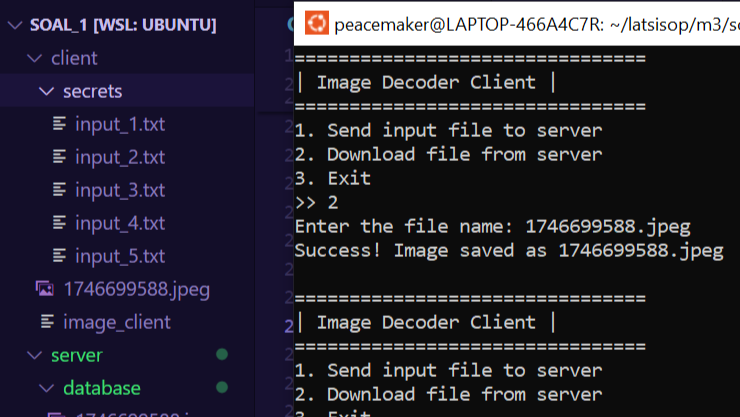 SOAL_1 [WSL: UBUNTU]
client
secrets
input_1.txt
input_2.txt
input_3.txt
input_4.txt
input_5.txt
1746699588.jpeg
image_client
server
database
peacemaker@LAPTOP-466A4C7R: ~/latsisop/m3/so
================================
| Image Decoder Client |
================================
1. Send input file to server
2. Download file from server
3. Exit
>> 2
Enter the file name: 1746699588.jpeg
Success! Image saved as 1746699588.jpeg
================================
| Image Decoder Client |
================================
1. Send input file to server
2. Download file from server
3. Exit